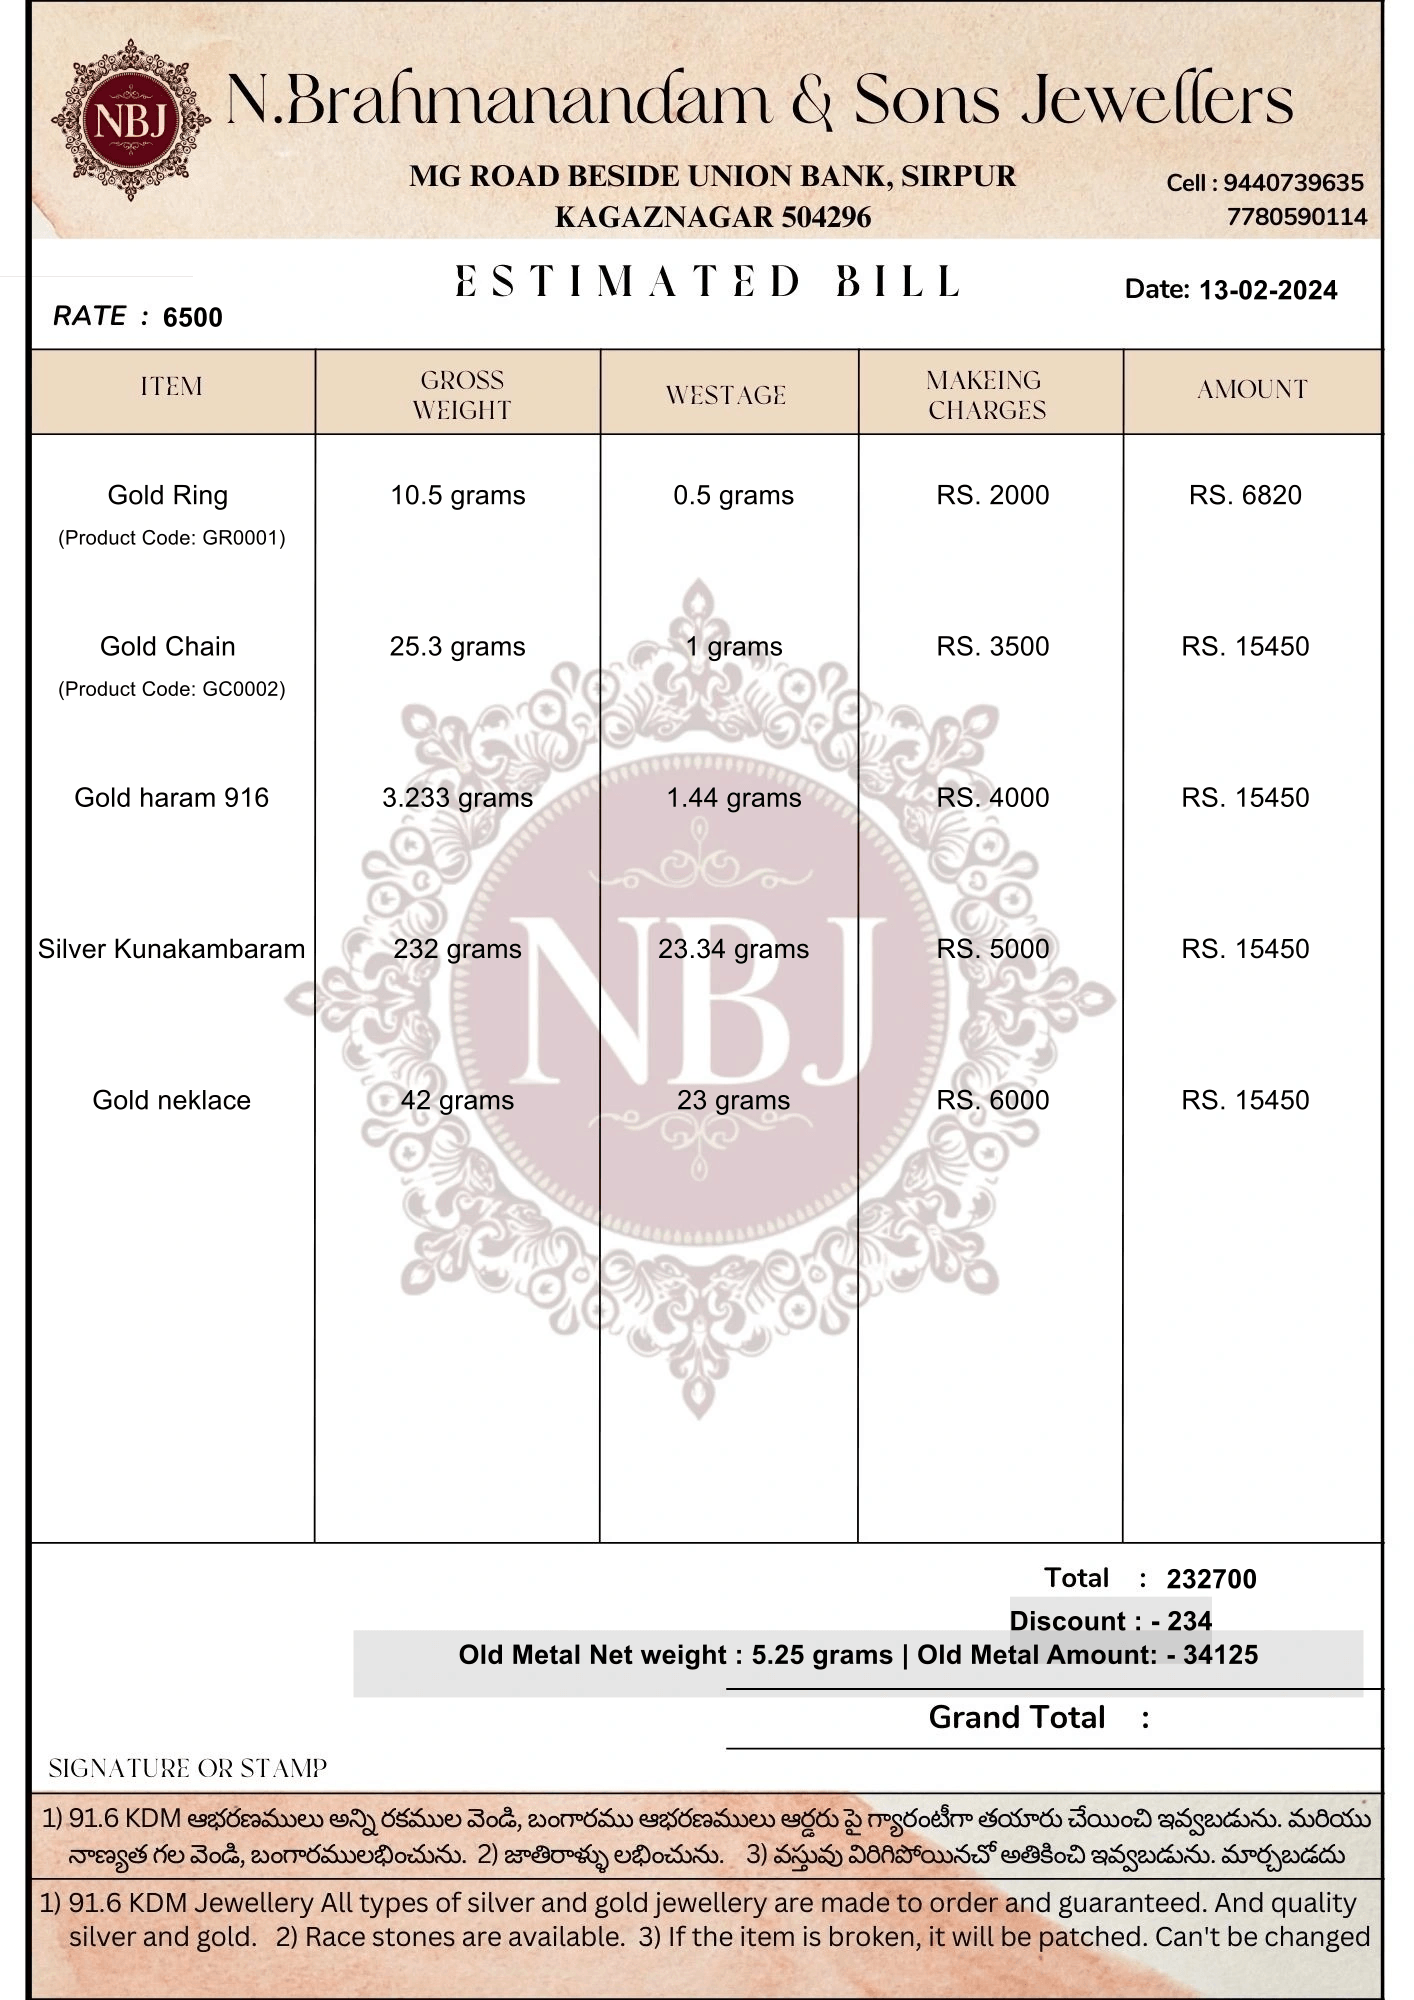 NBJ
N.Brahmanandam & Sons Jewellers
MG ROAD BESIDE UNION BANK, SIRPUR
KAGAZNAGAR 504296
Cell : 9440739635
7780590114
ESTIMATED BILL
Date: 13-02-2024
RATE : 6500
ITEM GROSS WEIGHT WESTAGE MAKEING CHARGES AMOUNT
Gold Ring 10.5 grams 0.5 grams RS. 2000 RS. 6820
(Product Code: GR0001)
Gold Chain 25.3 grams 1 grams RS. 3500 RS. 15450
(Product Code: GC0002)
Gold haram 916 3.233 grams 1.44 grams RS. 4000 RS. 15450
Silver Kunakambaram 232 grams 23.34 grams RS. 5000 RS. 15450
NBJ
Gold neklace 42 grams 23 grams RS. 6000 RS. 15450
Total : 232700
Discount : - 234
Old Metal Net weight : 5.25 grams | Old Metal Amount: - 34125
Grand Total :
SIGNATURE OR STAMP
1) 91.6 KDM ఆభరణములు అన్ని రకముల వెండి, బంగారము ఆభరణములు ఆర్డరు పై గ్యారంటీగా తయారు చేయించి ఇవ్వబడును. మరియు
నాణ్యత గల వెండి, బంగారములభించును. 2) జాతిరాళ్ళు లభించును. 3) వస్తువు విరిగిపోయినచో అతికించి ఇవ్వబడును. మార్చబడదు
1) 91.6 KDM Jewellery All types of silver and gold jewellery are made to order and guaranteed. And quality
silver and gold. 2) Race stones are available. 3) If the item is broken, it will be patched. Can't be changed